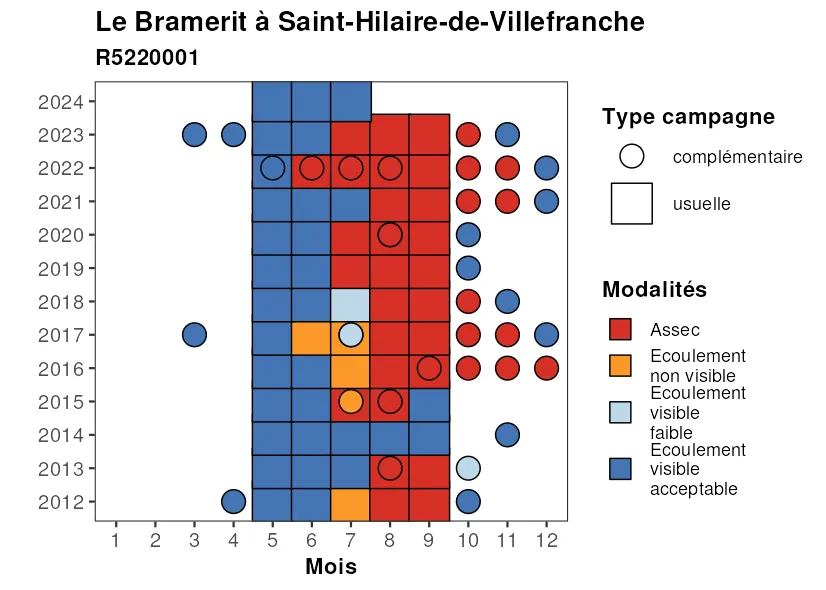 Le Bramerit à Saint-Hilaire-de-Villefranche
R5220001
2024
2023
2022
2021
2020
2019
2018
2017
2016
2015
2014
2013
2012
1 2 3 4 5 6 7 8 9 10 11 12
Mois
Type campagne
complémentaire
usuelle
Modalités
Assec
Ecoulement
non visible
Ecoulement
visible
faible
Ecoulement
visible
acceptable